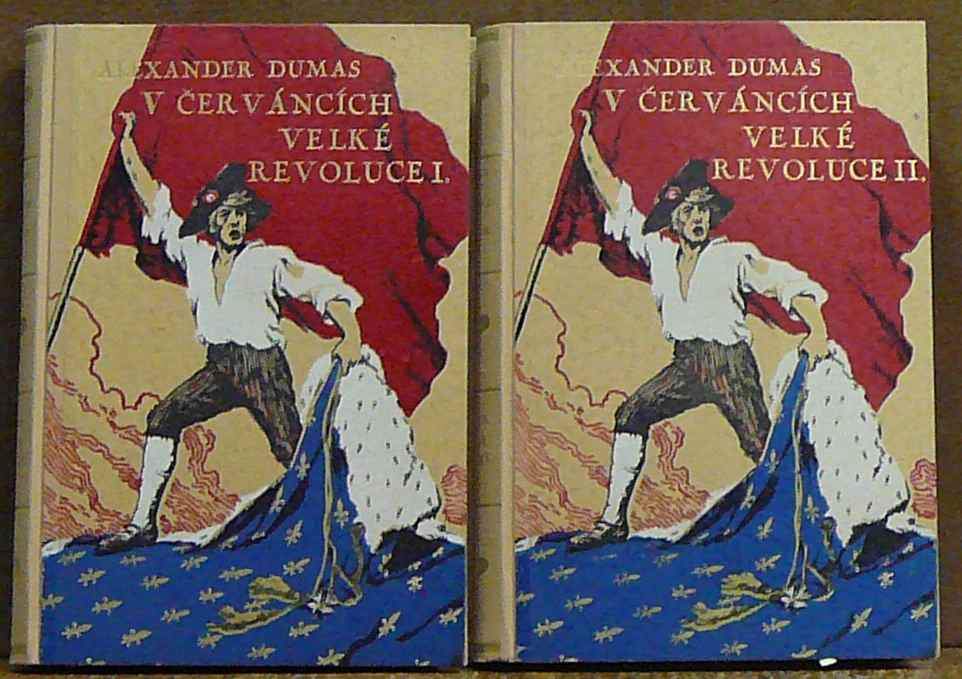 ALEXANDER DUMAS
V ČERVÁNCÍCH
VELKÉ
REVOLUCE I.
ALEXANDER DUMAS
V ČERVÁNCÍCH
VELKÉ
REVOLUCE II.